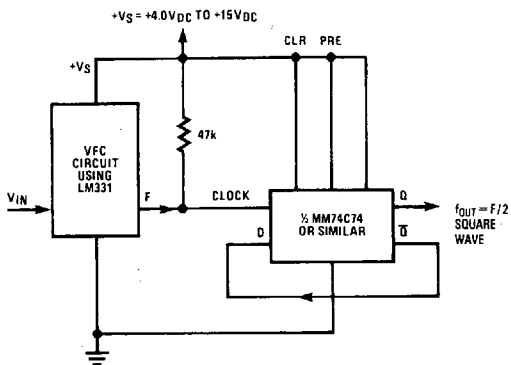 +VS = +4.0VDC TO +15VDC
CLR PRE
+VS
47k
VFC
CIRCUIT
USING
LM331
VIN
F
CLOCK
D
½ MM74C74
OR SIMILAR
Q
Q̅
fOUT = F/2
SQUARE
WAVE